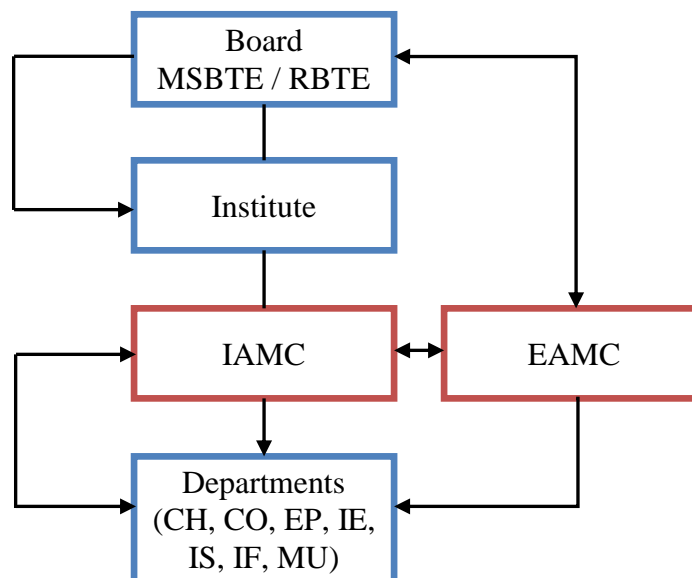 Board
MSBTE / RBTE
Institute
IAMC
EAMC
Departments
(CH, CO, EP, IE,
IS, IF, MU)